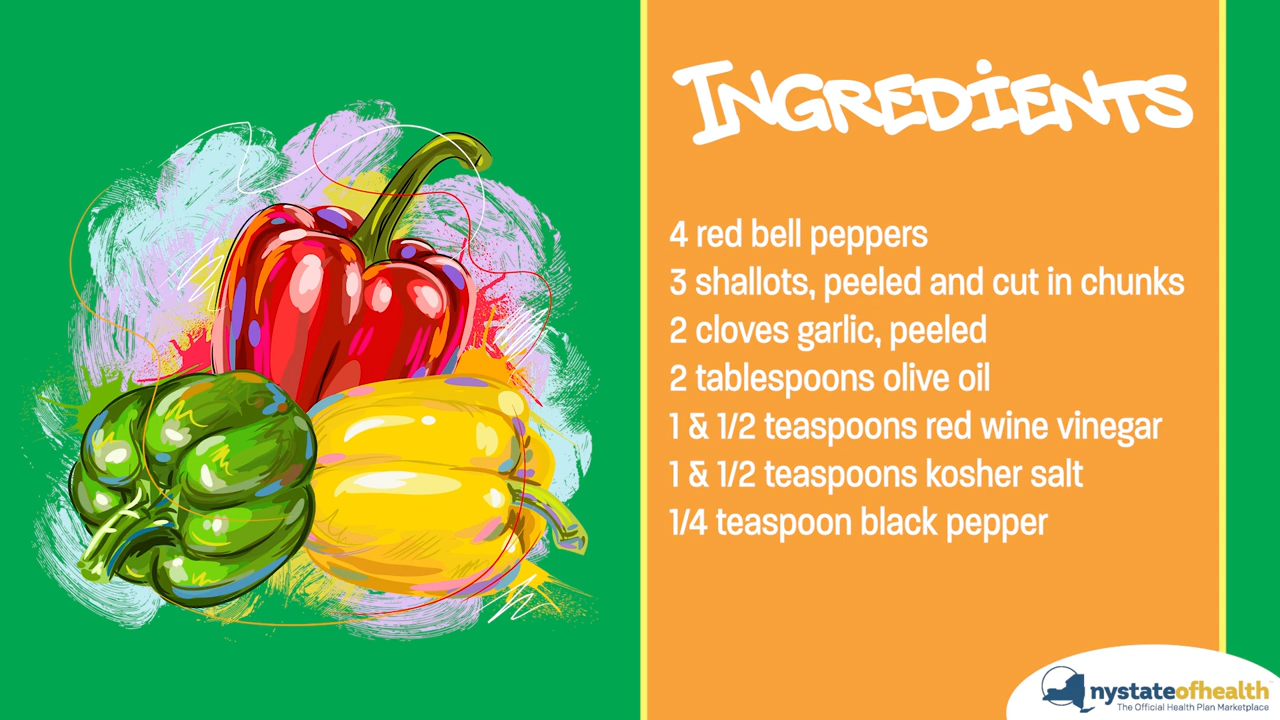 INGREDIENTS
4 red bell peppers
3 shallots, peeled and cut in chunks
2 cloves garlic, peeled
2 tablespoons olive oil
1 & 1/2 teaspoons red wine vinegar
1 & 1/2 teaspoons kosher salt
1/4 teaspoon black pepper
nystateofhealth
The Official Health Plan Marketplace